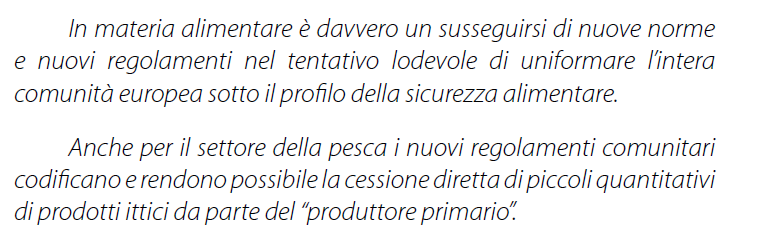 In materia alimentare è davvero un susseguirsi di nuove norme
e nuovi regolamenti nel tentativo lodevole di uniformare l’intera
comunità europea sotto il profilo della sicurezza alimentare.
Anche per il settore della pesca i nuovi regolamenti comunitari
codificano e rendono possibile la cessione diretta di piccoli quantitativi
di prodotti ittici da parte del “produttore primario”.